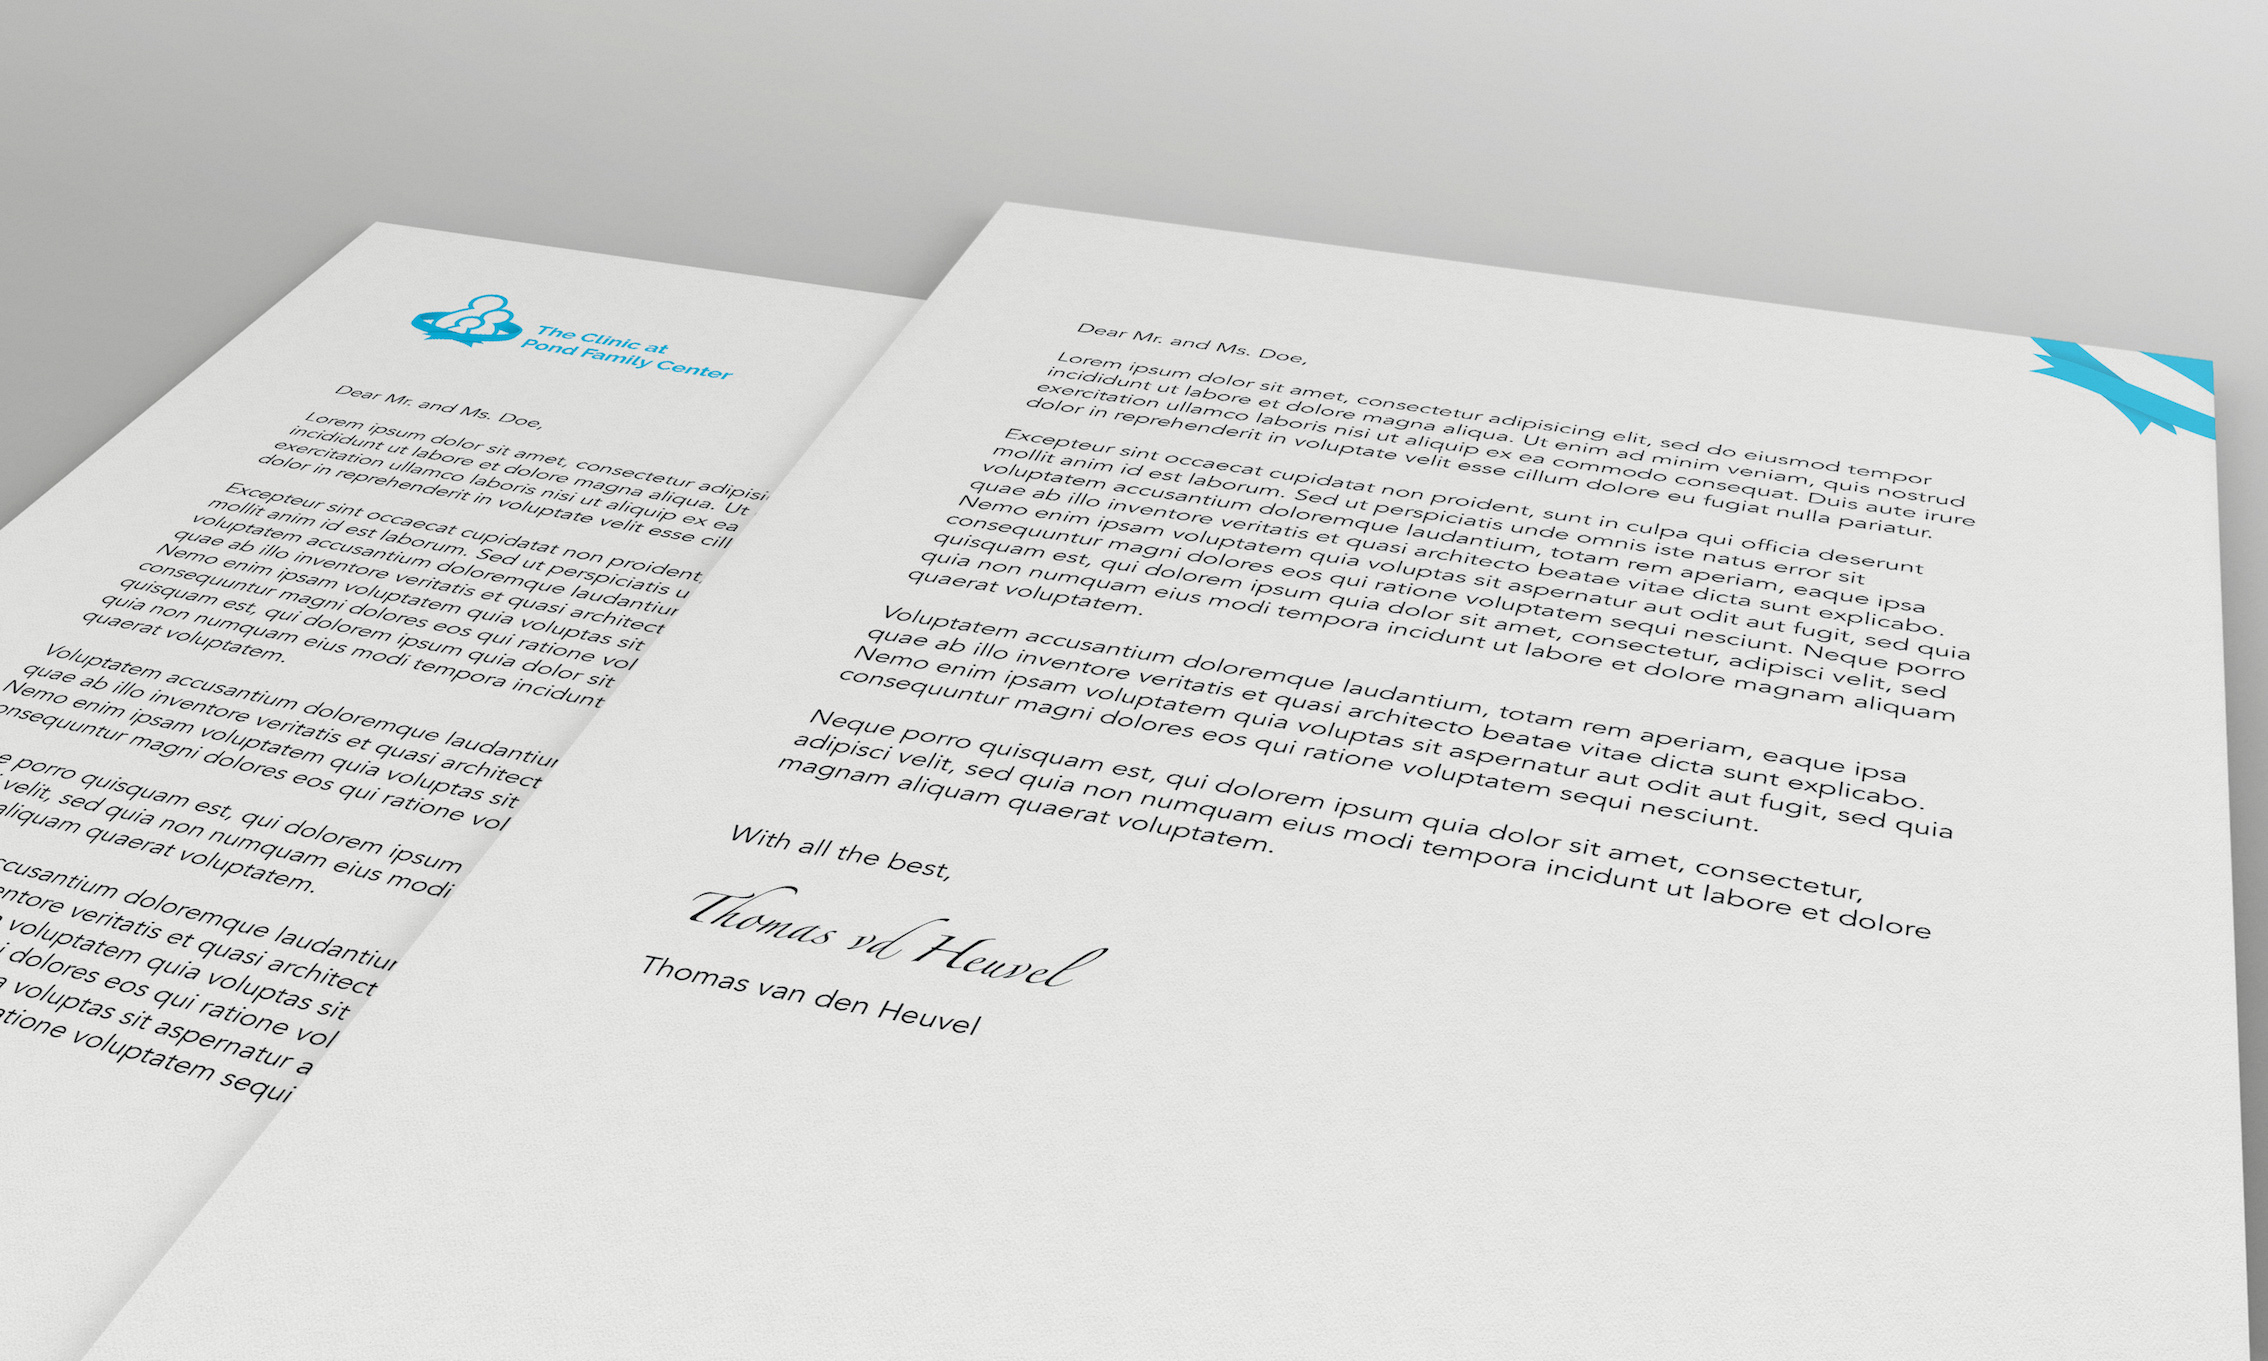 The Clinic at
Pond Family Center
Dear Mr. and Ms. Doe,
Lorem ipsum dolor sit amet, consectetur adipisi
incididunt ut labore et dolore magna aliqua. Ut
exercitation ullamco laboris nisi ut aliquip ex ea
dolor in reprehenderit in voluptate velit esse cill
Excepteur sint occaecat cupidatat non proident,
mollit anim id est laborum. Sed ut perspiciatis u
voluptatem accusantium doloremque laudantiur
quae ab illo inventore veritatis et quasi architect
Nemo enim ipsam voluptatem quia voluptas sit
consequuntur magni dolores eos qui ratione vol
quisquam est, qui dolorem ipsum quia dolor sit
quia non numquam eius modi tempora incidunt
quaerat voluptatem.
Voluptatem accusantium doloremque laudantiur
quae ab illo inventore veritatis et quasi architect
Nemo enim ipsam voluptatem quia voluptas sit
onsequuntur magni dolores eos qui ratione vol
e porro quisquam est, qui dolorem ipsum
velit, sed quia non numquam eius modi
aliquam quaerat voluptatem.
ccusantium doloremque laudantiur
entore veritatis et quasi architect
voluptatem quia voluptas sit
i dolores eos qui ratione vol
a voluptas sit aspernatur a
atione voluptatem sequi
Dear Mr. and Ms. Doe,
Lorem ipsum dolor sit amet, consectetur adipisicing elit, sed do eiusmod tempor
incididunt ut labore et dolore magna aliqua. Ut enim ad minim veniam, quis nostrud
exercitation ullamco laboris nisi ut aliquip ex ea commodo consequat. Duis aute irure
dolor in reprehenderit in voluptate velit esse cillum dolore eu fugiat nulla pariatur.
Excepteur sint occaecat cupidatat non proident, sunt in culpa qui officia deserunt
mollit anim id est laborum. Sed ut perspiciatis unde omnis iste natus error sit
voluptatem accusantium doloremque laudantium, totam rem aperiam, eaque ipsa
quae ab illo inventore veritatis et quasi architecto beatae vitae dicta sunt explicabo.
Nemo enim ipsam voluptatem quia voluptas sit aspernatur aut odit aut fugit, sed quia
consequuntur magni dolores eos qui ratione voluptatem sequi nesciunt. Neque porro
quisquam est, qui dolorem ipsum quia dolor sit amet, consectetur, adipisci velit, sed
quia non numquam eius modi tempora incidunt ut labore et dolore magnam aliquam
quaerat voluptatem.
Voluptatem accusantium doloremque laudantium, totam rem aperiam, eaque ipsa
quae ab illo inventore veritatis et quasi architecto beatae vitae dicta sunt explicabo.
Nemo enim ipsam voluptatem quia voluptas sit aspernatur aut odit aut fugit, sed quia
consequuntur magni dolores eos qui ratione voluptatem sequi nesciunt.
Neque porro quisquam est, qui dolorem ipsum quia dolor sit amet, consectetur,
adipisci velit, sed quia non numquam eius modi tempora incidunt ut labore et dolore
magnam aliquam quaerat voluptatem.
With all the best,
Thomas vd Heuvel
Thomas van den Heuvel